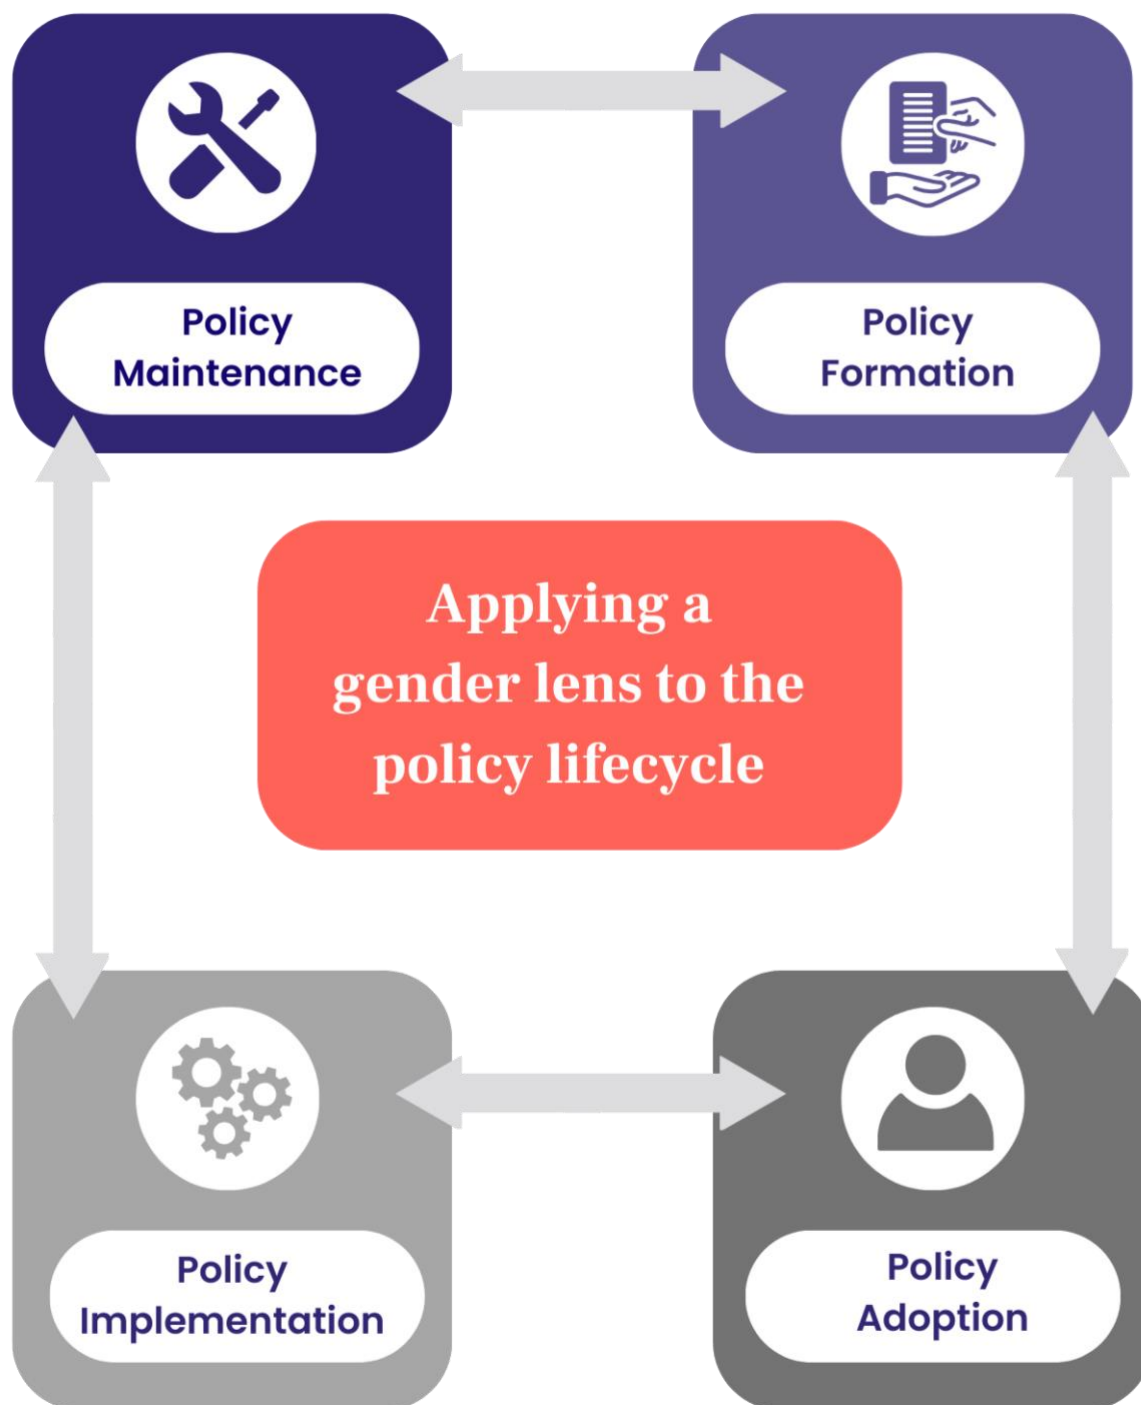 Policy
Maintenance
Policy
Formation
Applying a
gender lens to the
policy lifecycle
Policy
Implementation
Policy
Adoption